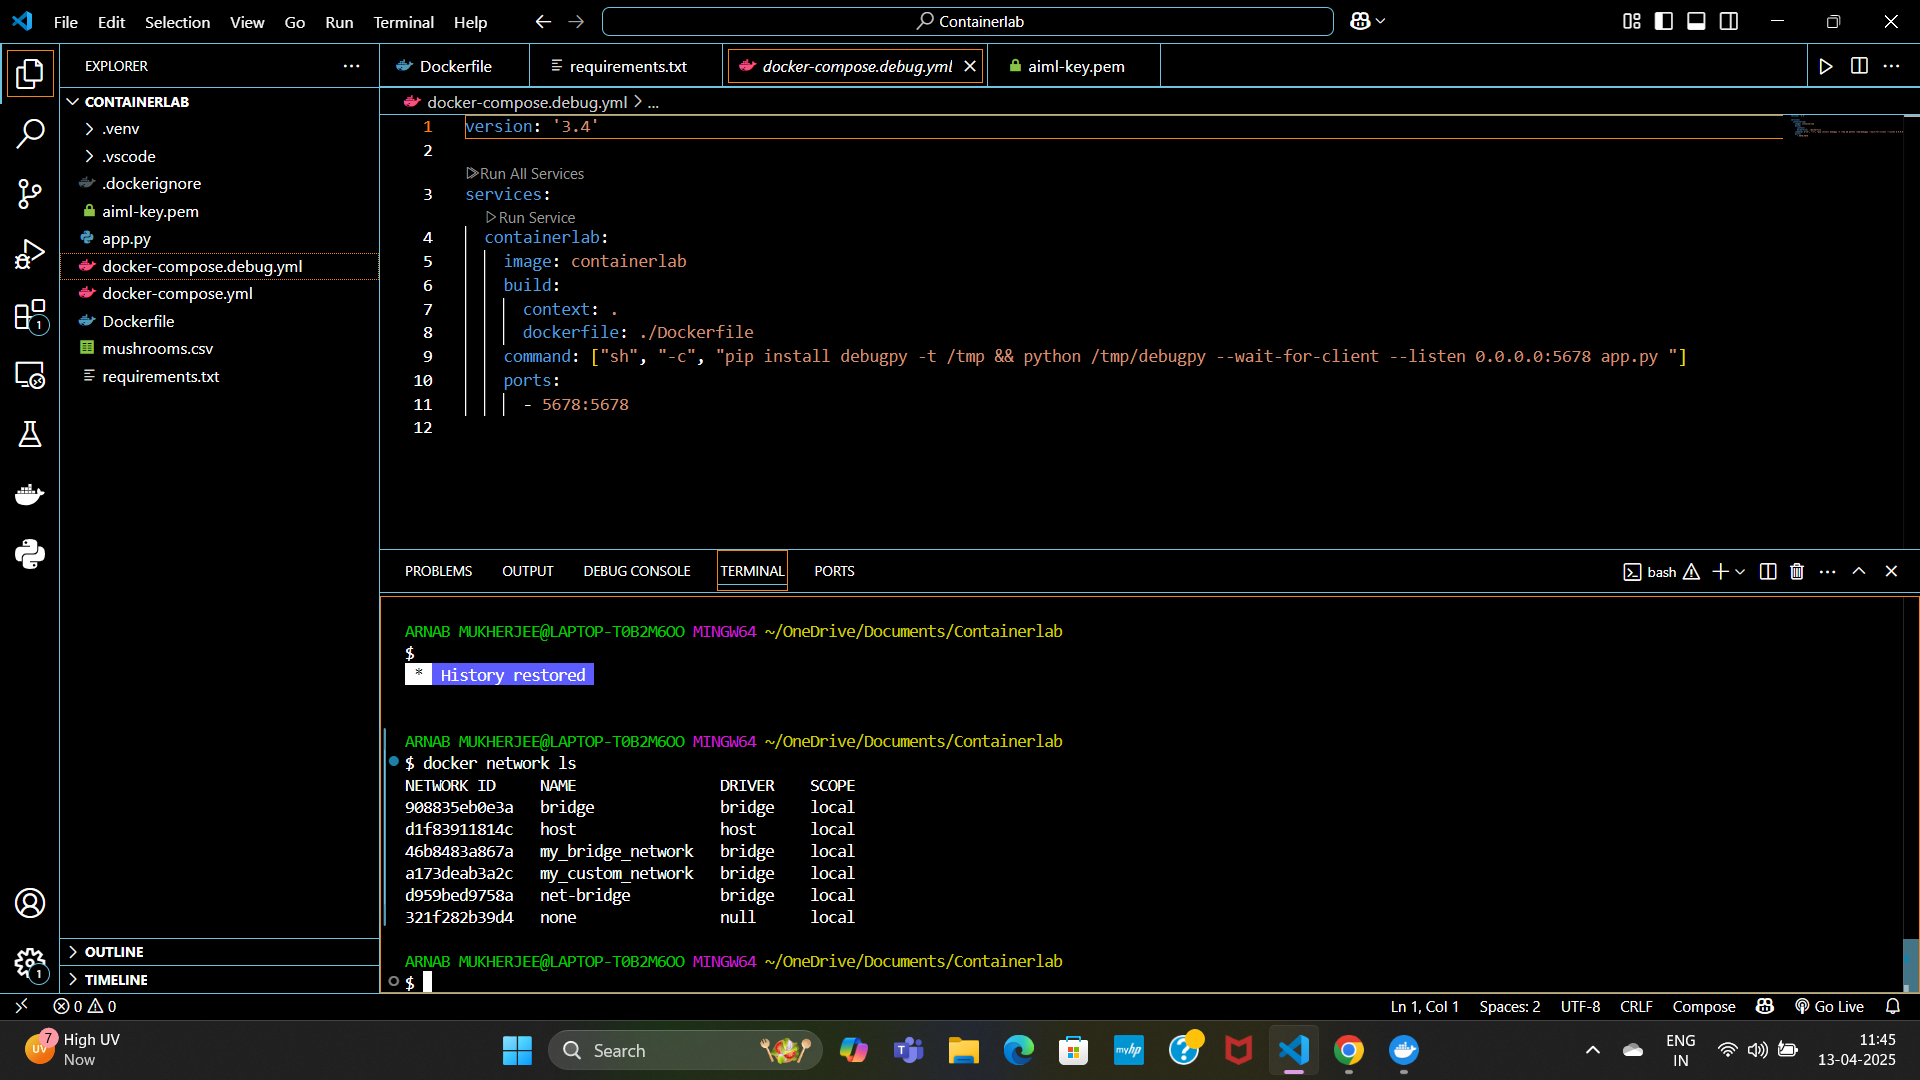 File Edit Selection View Go Run Terminal Help
Containerlab
EXPLORER
CONTAINERLAB
.venv
.vscode
.dockerignore
aiml-key.pem
app.py
docker-compose.debug.yml
docker-compose.yml
Dockerfile
mushrooms.csv
requirements.txt
OUTLINE
TIMELINE
1
1
Dockerfile requirements.txt docker-compose.debug.yml aiml-key.pem
docker-compose.debug.yml > ...
1 version: '3.4'
2
Run All Services
3 services:
Run Service
4 containerlab:
5 image: containerlab
6 build:
7 context: .
8 dockerfile: ./Dockerfile
9 command: ["sh", "-c", "pip install debugpy -t /tmp && python /tmp/debugpy --wait-for-client --listen 0.0.0.0:5678 app.py "]
10 ports:
11 - 5678:5678
12
PROBLEMS OUTPUT DEBUG CONSOLE TERMINAL PORTS
bash
ARNAB MUKHERJEE@LAPTOP-T0B2M6OO MINGW64 ~/OneDrive/Documents/Containerlab
$
* History restored
ARNAB MUKHERJEE@LAPTOP-T0B2M6OO MINGW64 ~/OneDrive/Documents/Containerlab
$ docker network ls
NETWORK ID NAME DRIVER SCOPE
908835eb0e3a bridge bridge local
d1f83911814c host host local
46b8483a867a my_bridge_network bridge local
a173deab3a2c my_custom_network bridge local
d959bed9758a net-bridge bridge local
321f282b39d4 none null local
ARNAB MUKHERJEE@LAPTOP-T0B2M6OO MINGW64 ~/OneDrive/Documents/Containerlab
$
0 0
Ln 1, Col 1 Spaces: 2 UTF-8 CRLF Compose Go Live
7
UV
High UV
Now
Search
myhp
ENG
IN
11:45
13-04-2025